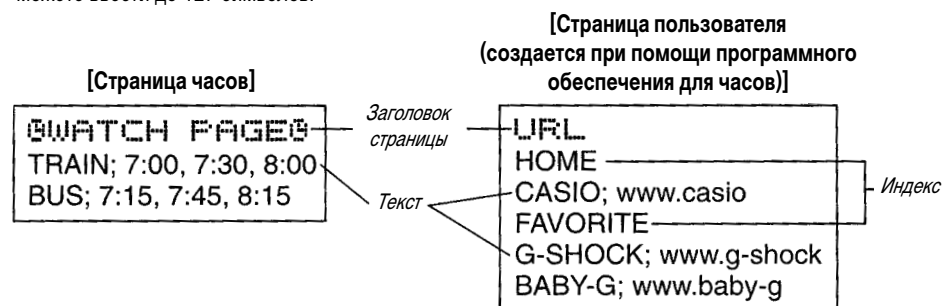 можете ввести до 127 символов.
[Страница пользователя
(создается при помощи программного
обеспечения для часов)]
[Страница часов]
WATCH PAGE
TRAIN; 7:00, 7:30, 8:00
BUS; 7:15, 7:45, 8:15
Заголовок
страницы
Текст
URL
HOME
CASIO; www.casio
FAVORITE
G-SHOCK; www.g-shock
BABY-G; www.baby-g
Индекс